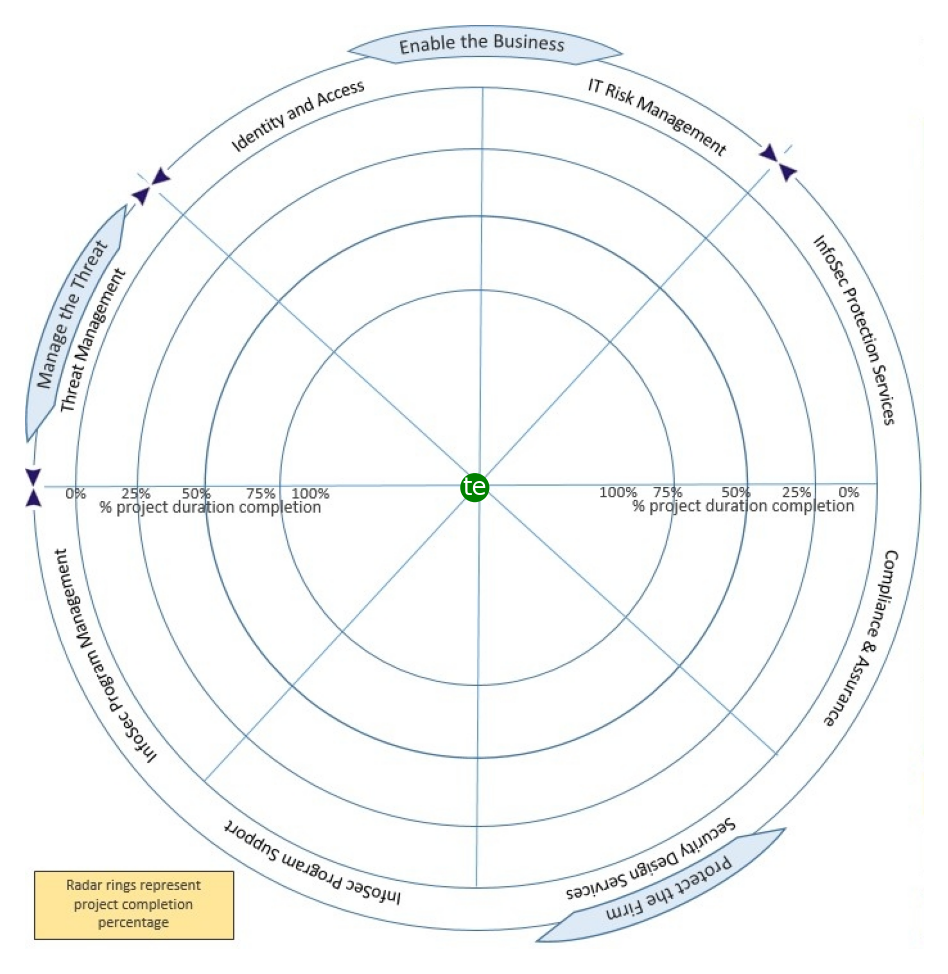 Enable the Business
Identity and Access
IT Risk Management
Manage the Threat
Threat Management
InfoSec Protection Services
te
0% 25% 50% 75% 100%
% project duration completion
100% 75% 50% 25% 0%
% project duration completion
InfoSec Program Management
Compliance & Assurance
InfoSec Program Support
Security Design Services
Protect the Firm
Radar rings represent
project completion
percentage